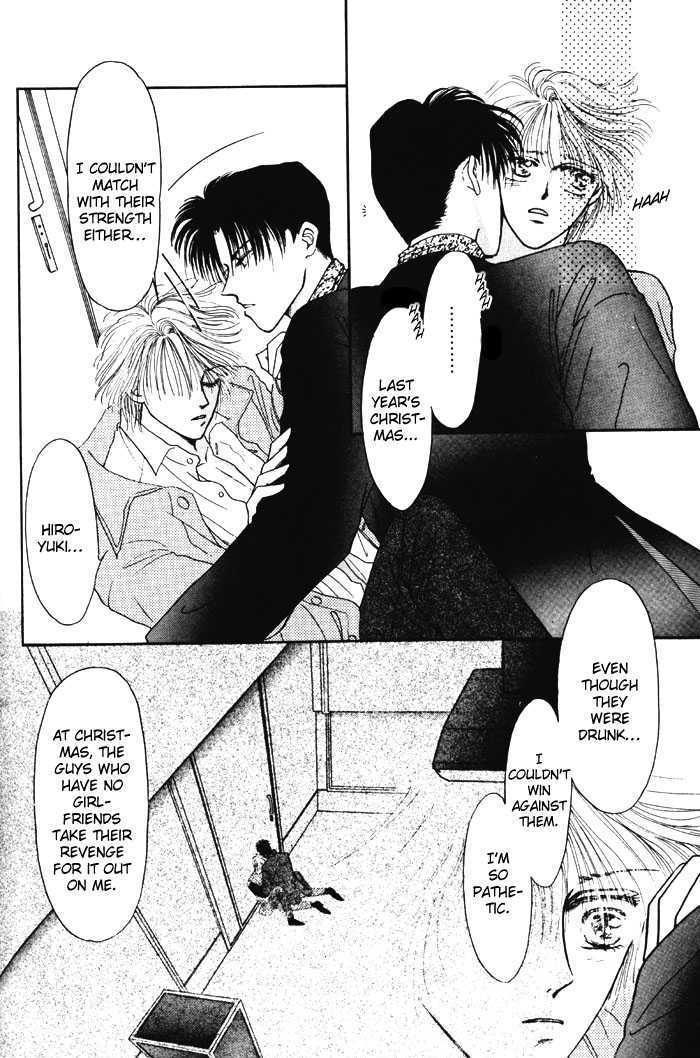 HAAH
.........
LAST
YEAR'S
CHRIST-
MAS...
I COULDN'T
MATCH
WITH THEIR
STRENGTH
EITHER...
HIRO-
YUKI...
EVEN
THOUGH
THEY
WERE
DRUNK...
I
COULDN'T
WIN
AGAINST
THEM.
I'M
SO
PATHE-
TIC.
AT CHRIST-
MAS, THE
GUYS WHO
HAVE NO
GIRL-
FRIENDS
TAKE THEIR
REVENGE
FOR IT OUT
ON ME.